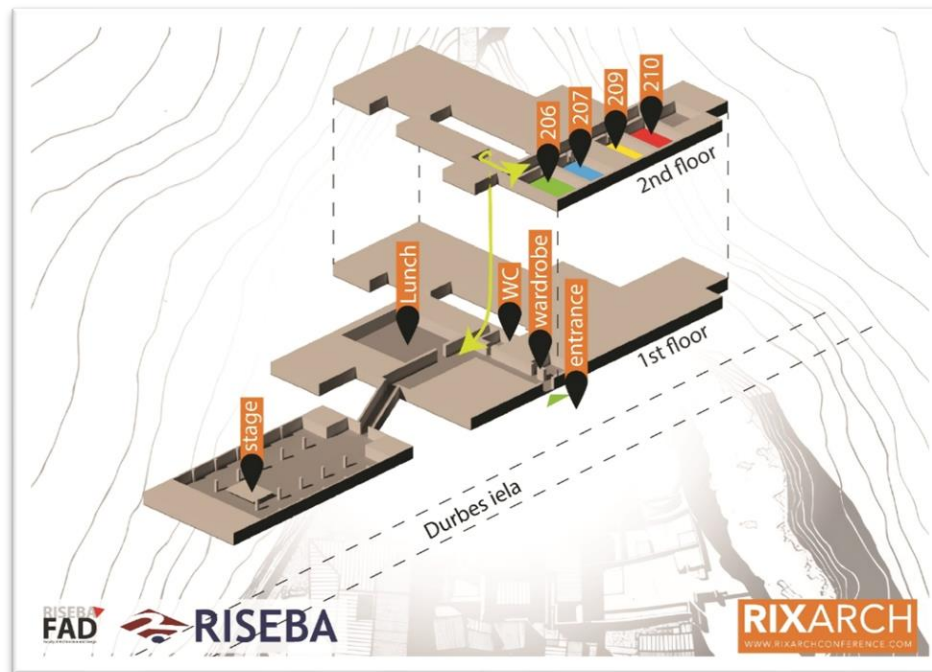 206
207
209
210
2nd floor
Lunch
WC
wardrobe
entrance
1st floor
stage
Durbes iela
RISEBA
FAD
RISEBA
RIXARCH
WWW.RIXARCHCONFERENCE.COM